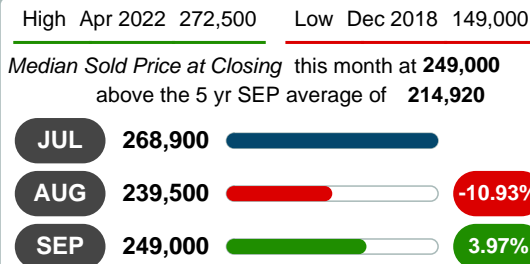 High Apr 2022 272,500 Low Dec 2018 149,000
Median Sold Price at Closing this month at 249,000
above the 5 yr SEP average of 214,920
JUL 268,900
AUG 239,500 -10.93%
SEP 249,000 3.97%